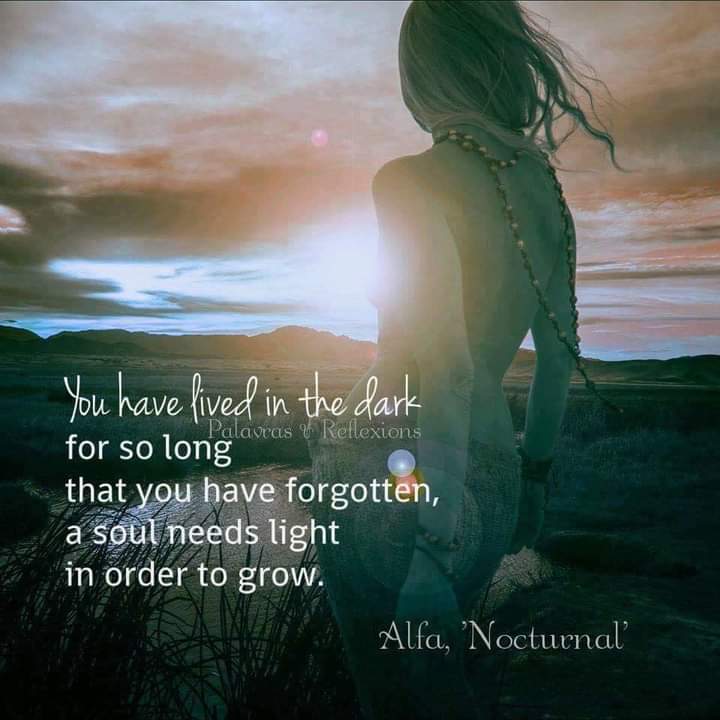 You have lived in the dark
Palavras & Reflexions
for so long
that you have forgotten,
a soul needs light
in order to grow.
Alfa, 'Nocturnal'